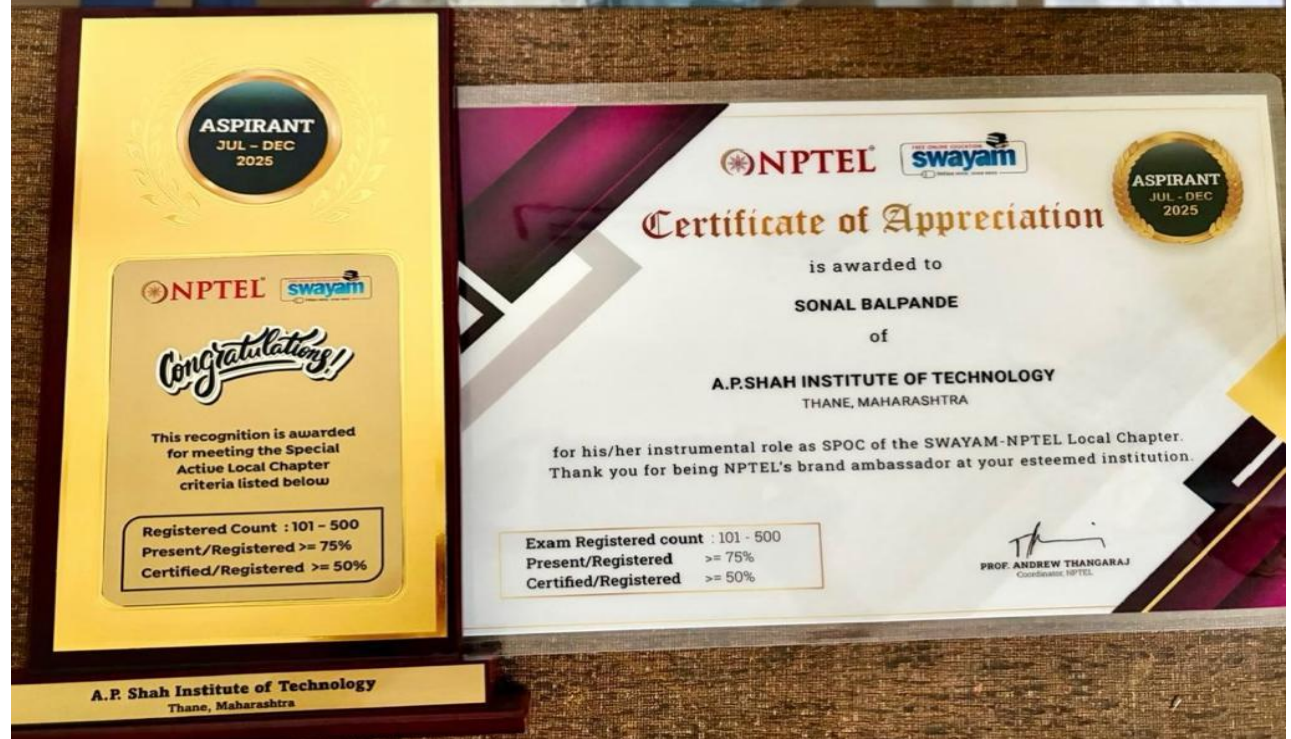 ASPIRANT
JUL – DEC
2025
NPTEL
swayam
Congratulations!
This recognition is awarded
for meeting the Special
Active Local Chapter
criteria listed below
Registered Count : 101 – 500
Present/Registered >= 75%
Certified/Registered >= 50%
A.P. Shah Institute of Technology
Thane, Maharashtra
NPTEL
FREE ONLINE EDUCATION
swayam
ASPIRANT
JUL - DEC
2025
Certificate of Appreciation
is awarded to
SONAL BALPANDE
of
A.P.SHAH INSTITUTE OF TECHNOLOGY
THANE, MAHARASHTRA
for his/her instrumental role as SPOC of the SWAYAM-NPTEL Local Chapter.
Thank you for being NPTEL's brand ambassador at your esteemed institution.
Exam Registered count : 101 - 500
Present/Registered >= 75%
Certified/Registered >= 50%
PROF. ANDREW THANGARAJ
Coordinator, NPTEL